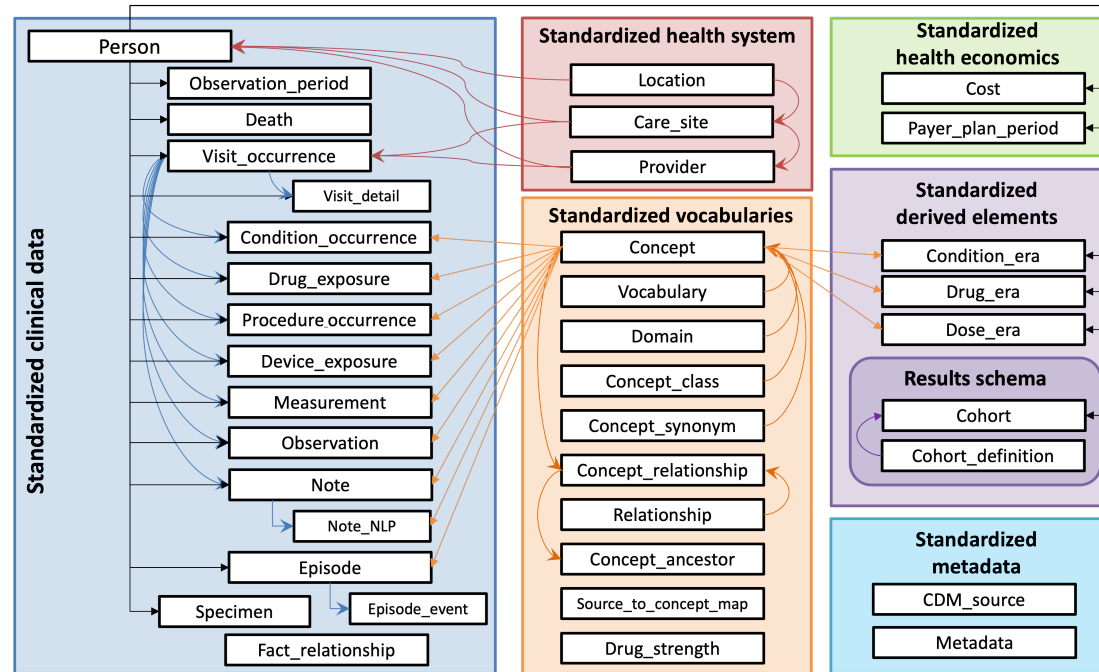 Standardized clinical data
Person
Observation_period
Death
Visit_occurrence
Visit_detail
Condition_occurrence
Drug_exposure
Procedure_occurrence
Device_exposure
Measurement
Observation
Note
Note_NLP
Episode
Specimen
Episode_event
Fact_relationship
Standardized health system
Location
Care_site
Provider
Standardized vocabularies
Concept
Vocabulary
Domain
Concept_class
Concept_synonym
Concept_relationship
Relationship
Concept_ancestor
Source_to_concept_map
Drug_strength
Standardized
health economics
Cost
Payer_plan_period
Standardized
derived elements
Condition_era
Drug_era
Dose_era
Results schema
Cohort
Cohort_definition
Standardized
metadata
CDM_source
Metadata